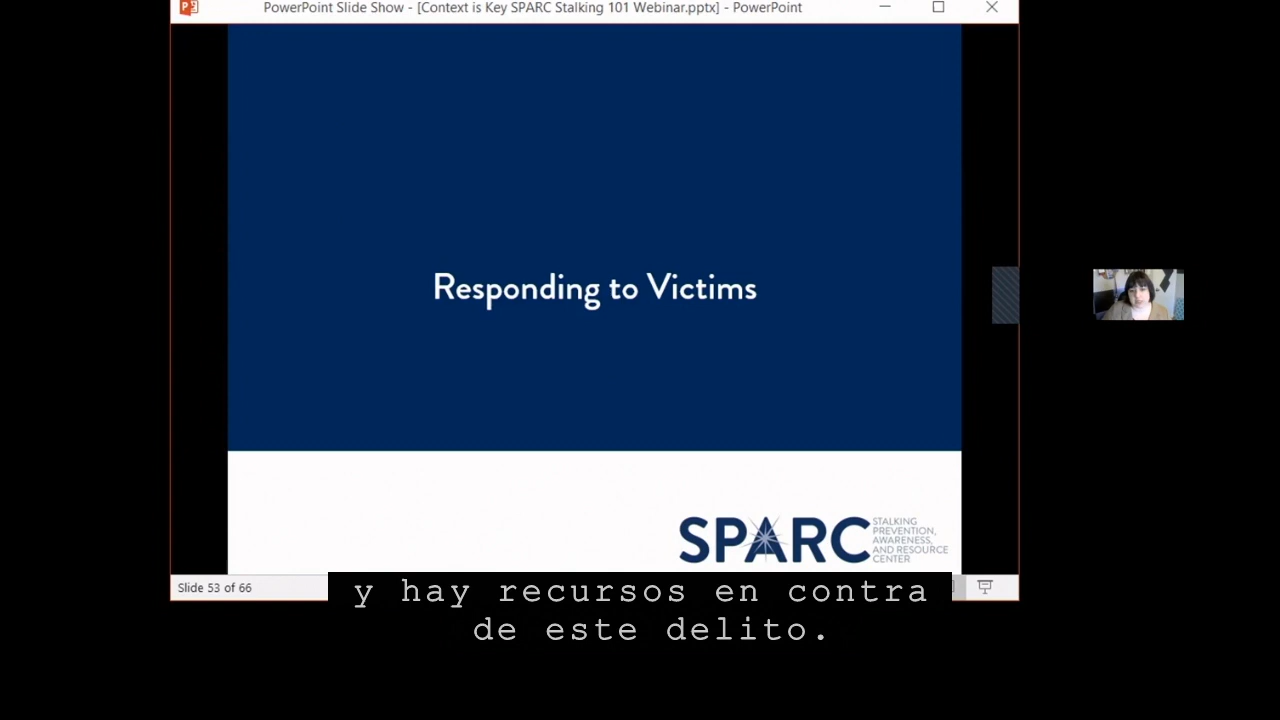 PowerPoint Slide Show - [Context is Key SPARC Stalking 101 Webinar.pptx] - PowerPoint
Responding to Victims
SPARC
STALKING
PREVENTION,
AWARENESS,
AND RESOURCE
CENTER
Slide 53 of 66
y hay recursos en contra
de este delito.